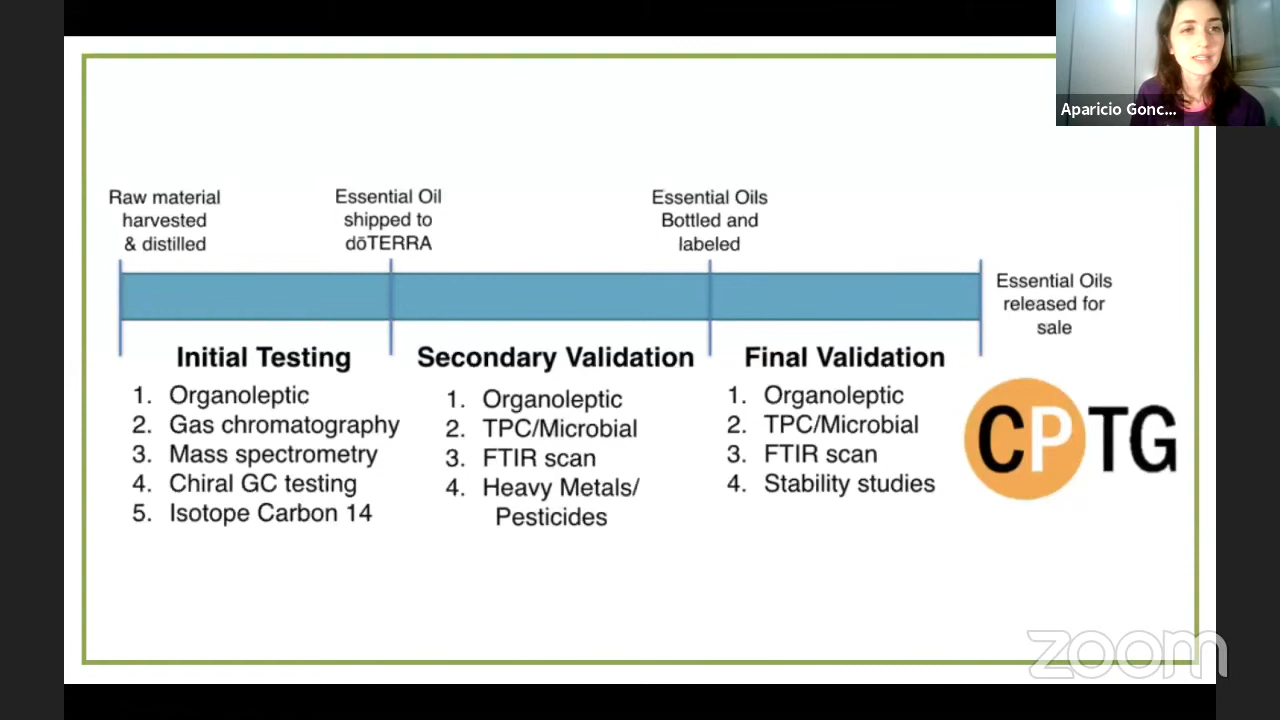 Aparicio Gonc...
Raw material
harvested
& distilled
Essential Oil
shipped to
dōTERRA
Essential Oils
Bottled and
labeled
Essential Oils
released for
sale
Initial Testing
1. Organoleptic
2. Gas chromatography
3. Mass spectrometry
4. Chiral GC testing
5. Isotope Carbon 14
Secondary Validation
1. Organoleptic
2. TPC/Microbial
3. FTIR scan
4. Heavy Metals/
Pesticides
Final Validation
1. Organoleptic
2. TPC/Microbial
3. FTIR scan
4. Stability studies
CPTG
zoom